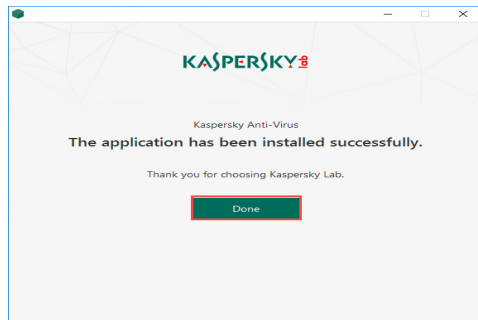 KASPERSKY lab
Kaspersky Anti-Virus
The application has been installed successfully.
Thank you for choosing Kaspersky Lab.
Done